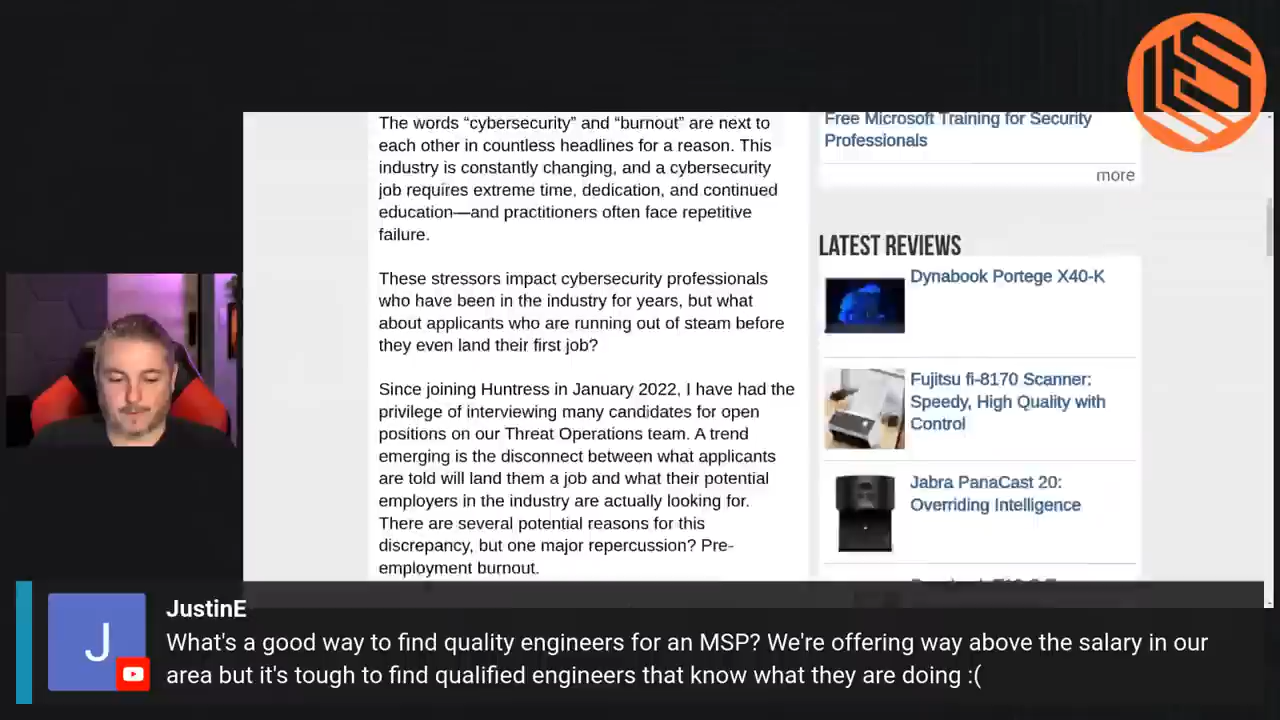 The words “cybersecurity” and “burnout” are next to
each other in countless headlines for a reason. This
industry is constantly changing, and a cybersecurity
job requires extreme time, dedication, and continued
education—and practitioners often face repetitive
failure.
These stressors impact cybersecurity professionals
who have been in the industry for years, but what
about applicants who are running out of steam before
they even land their first job?
Since joining Huntress in January 2022, I have had the
privilege of interviewing many candidates for open
positions on our Threat Operations team. A trend
emerging is the disconnect between what applicants
are told will land them a job and what their potential
employers in the industry are actually looking for.
There are several potential reasons for this
discrepancy, but one major repercussion? Pre-
employment burnout.
Free Microsoft Training for Security
Professionals
more
LATEST REVIEWS
Dynabook Portege X40-K
Fujitsu fi-8170 Scanner:
Speedy, High Quality with
Control
Jabra PanaCast 20:
Overriding Intelligence
J
JustinE
What's a good way to find quality engineers for an MSP? We're offering way above the salary in our
area but it's tough to find qualified engineers that know what they are doing :(